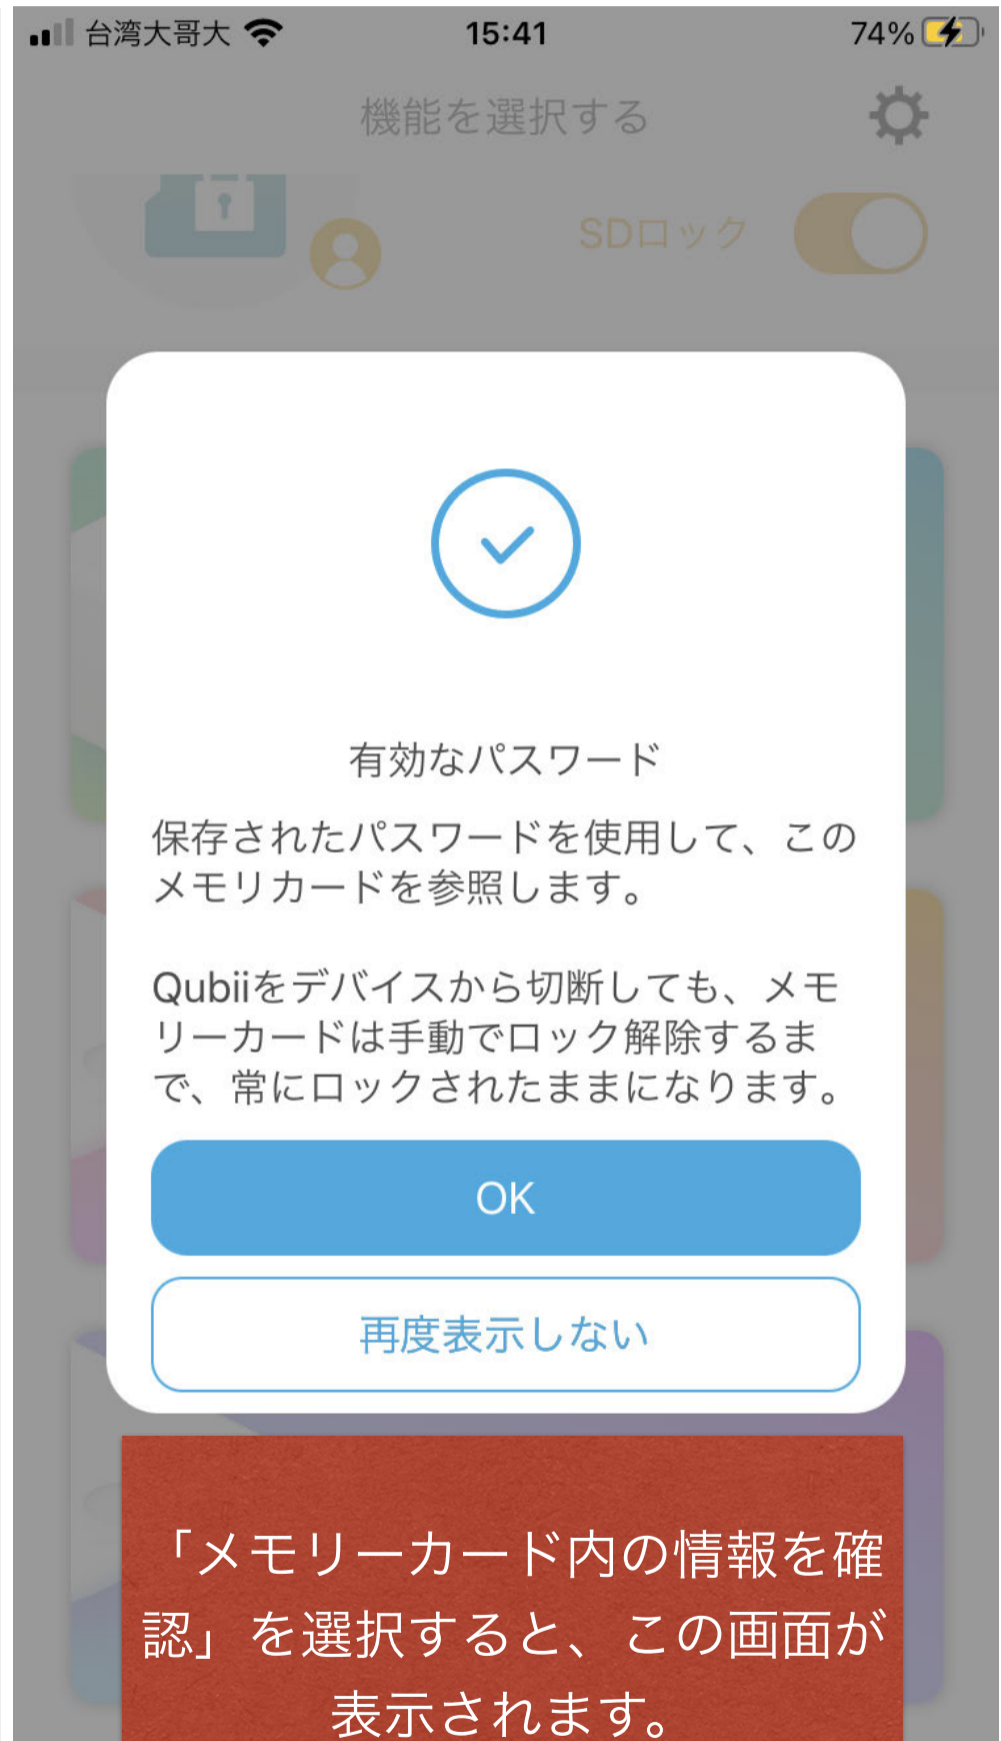 台湾大哥大 15:41 74%
機能を選択する
SDロック
有効なパスワード
保存されたパスワードを使用して、この
メモリカードを参照します。
Qubiiをデバイスから切断しても、メモ
リーカードは手動でロック解除するま
で、常にロックされたままになります。
OK
再度表示しない
「メモリーカード内の情報を確
認」を選択すると、この画面が
表示されます。